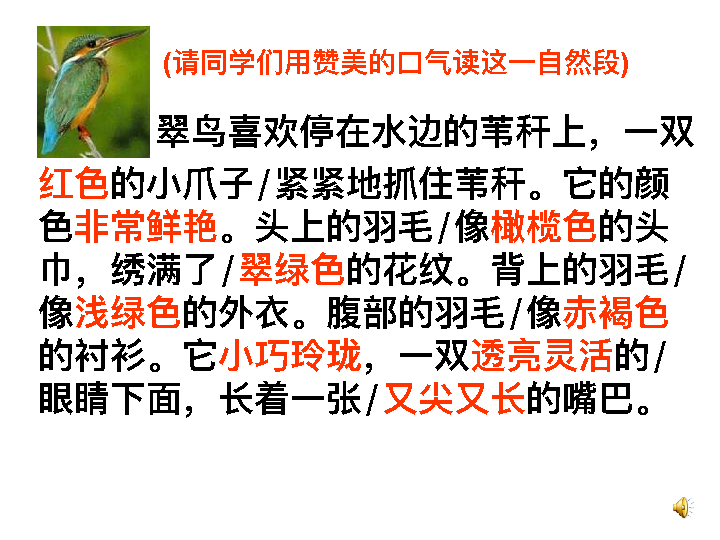 (请同学们用赞美的口气读这一自然段)
翠鸟喜欢停在水边的苇秆上，一双
红色的小爪子/紧紧地抓住苇秆。它的颜
色非常鲜艳。头上的羽毛/像橄榄色的头
巾，绣满了/翠绿色的花纹。背上的羽毛/
像浅绿色的外衣。腹部的羽毛/像赤褐色
的衬衫。它小巧玲珑，一双透亮灵活的/
眼睛下面，长着一张/又尖又长的嘴巴。